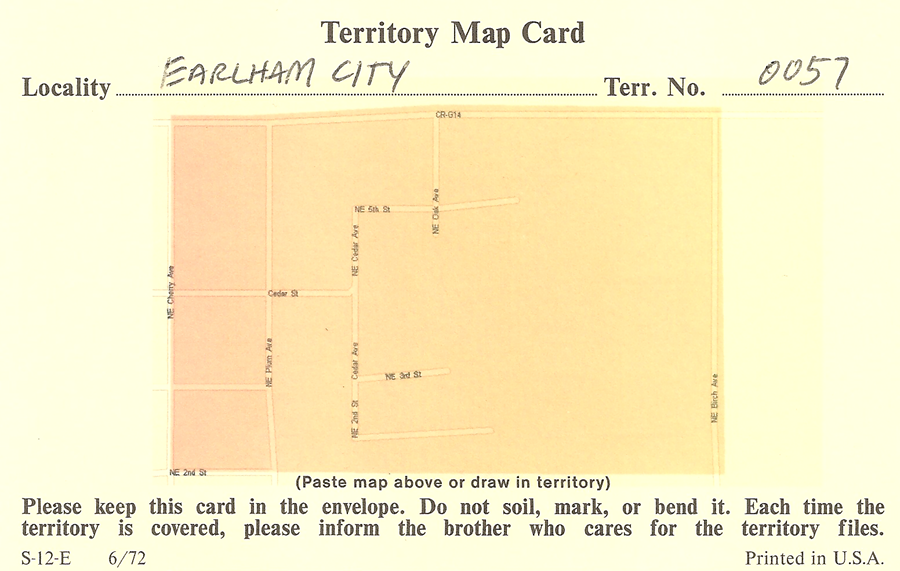 Territory Map Card
Locality EARLHAM CITY Terr. No. 0057
CR-G14
NE 5th St
NE Oak Ave
NE Cedar Ave
NE Cherry Ave
Cedar St
NE Plum Ave
Cedar Ave
NE 3rd St
NE Birch Ave
NE 2nd St
NE 2nd St
(Paste map above or draw in territory)
Please keep this card in the envelope. Do not soil, mark, or bend it. Each time the
territory is covered, please inform the brother who cares for the territory files.
S-12-E 6/72 Printed in U.S.A.